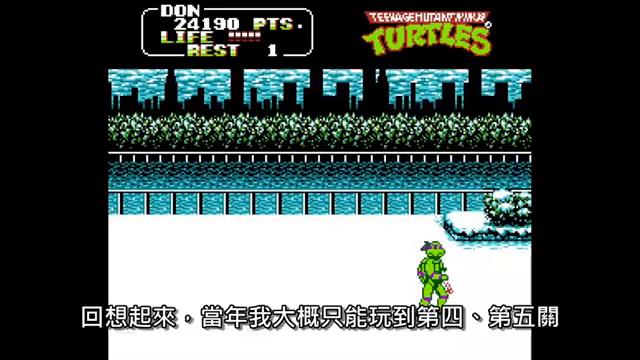 DON
24190 PTS.
LIFE
REST 1
TEENAGE MUTANT NINJA
TURTLES
回想起來，當年我大概只能玩到第四、第五關